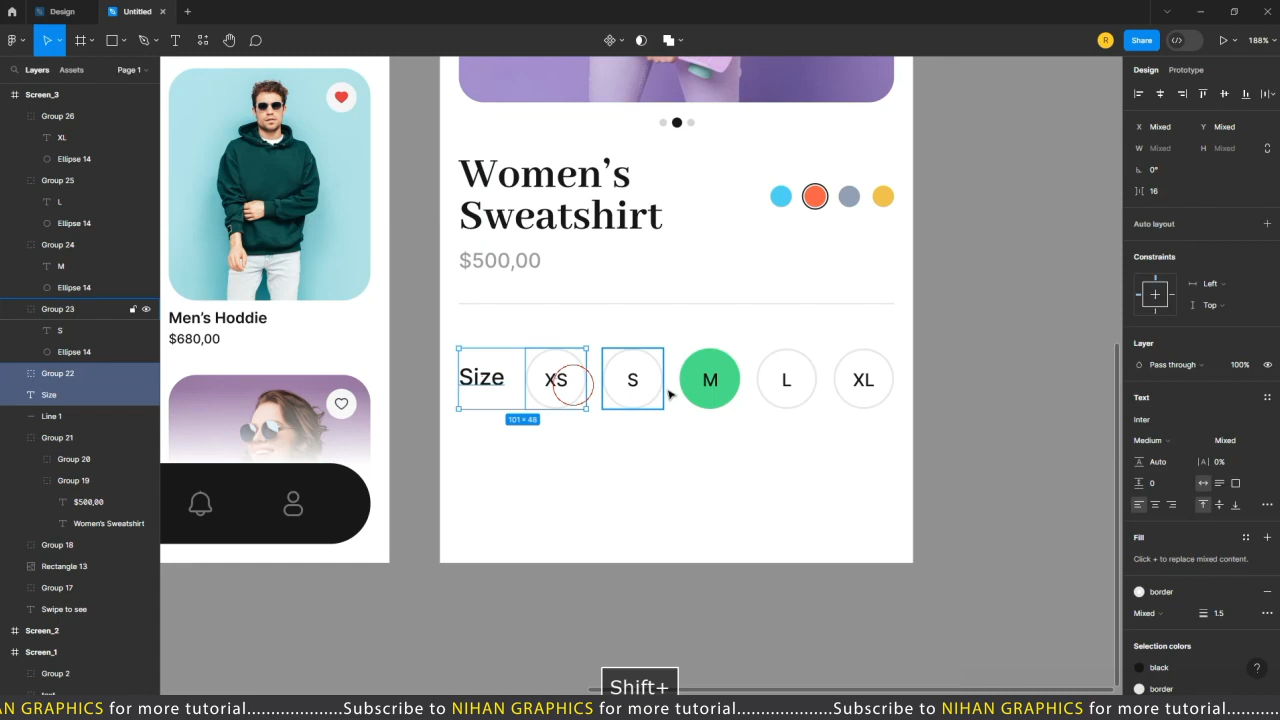 Design
Untitled
Share
188%
Layers
Assets
Page 1
Screen_3
Group 26
XL
Ellipse 14
Group 25
L
Ellipse 14
Group 24
M
Ellipse 14
Group 23
S
Ellipse 14
Group 22
Size
Line 1
Group 21
Group 20
Group 19
$500,00
Women's Sweatshirt
Group 18
Rectangle 13
Group 17
Swipe to see
Screen_2
Screen_1
Group 2
Men's Hoddie
$680,00
Women's
Sweatshirt
$500,00
Size
XS
S
M
L
XL
101 × 48
R
Design
Prototype
X Mixed
Y Mixed
W Mixed
H Mixed
0°
16
Auto layout
Constraints
Left
Top
Layer
Pass through
100%
Text
Inter
Medium
Mixed
Auto
0%
0
Fill
Click + to replace mixed content.
border
Mixed
1.5
Selection colors
black
border
?
Shift+
AN GRAPHICS for more tutorial...............Subscribe to NIHAN GRAPHICS for more tutorial...............Subscribe to NIHAN GRAPHICS for more tutorial